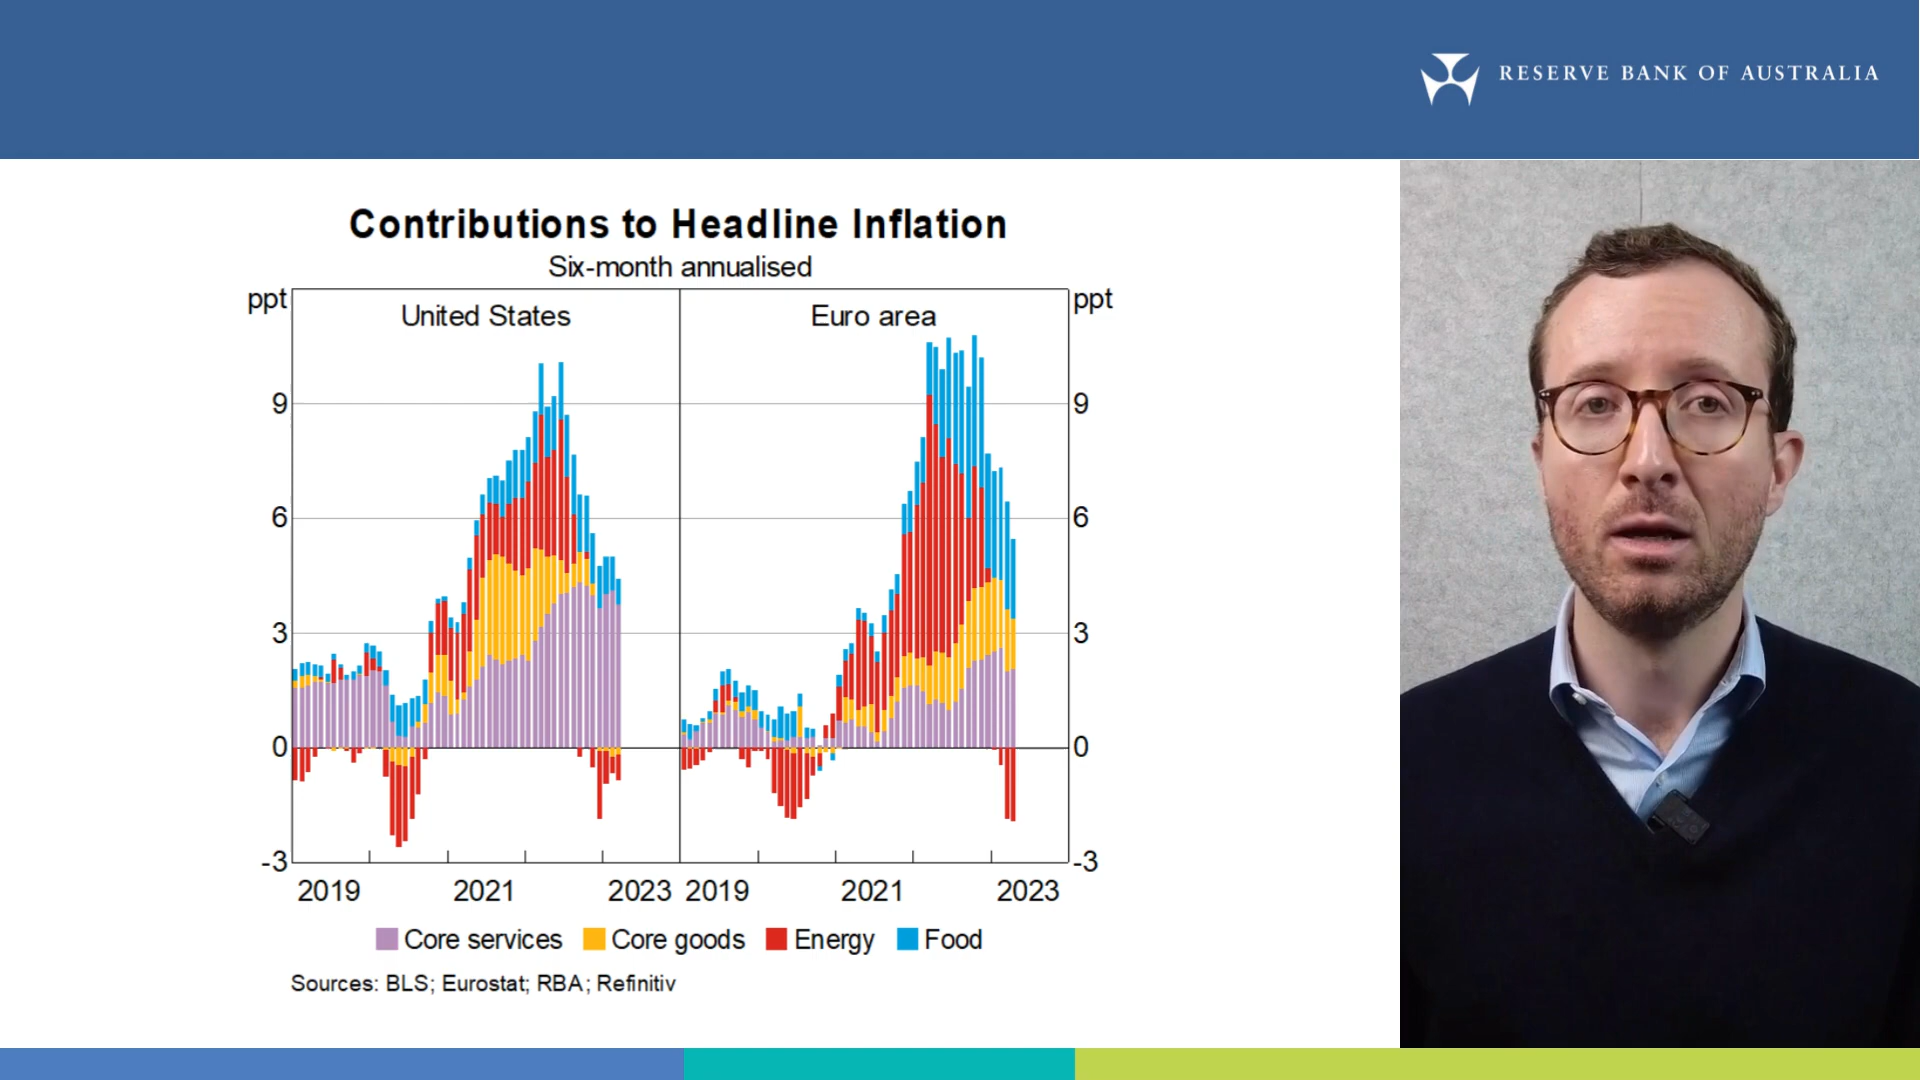 RESERVE BANK OF AUSTRALIA
Contributions to Headline Inflation
Six-month annualised
ppt ppt
United States Euro area
9 9
6 6
3 3
0 0
-3 -3
2019 2021 2023 2019 2021 2023
Core services Core goods Energy Food
Sources: BLS; Eurostat; RBA; Refinitiv